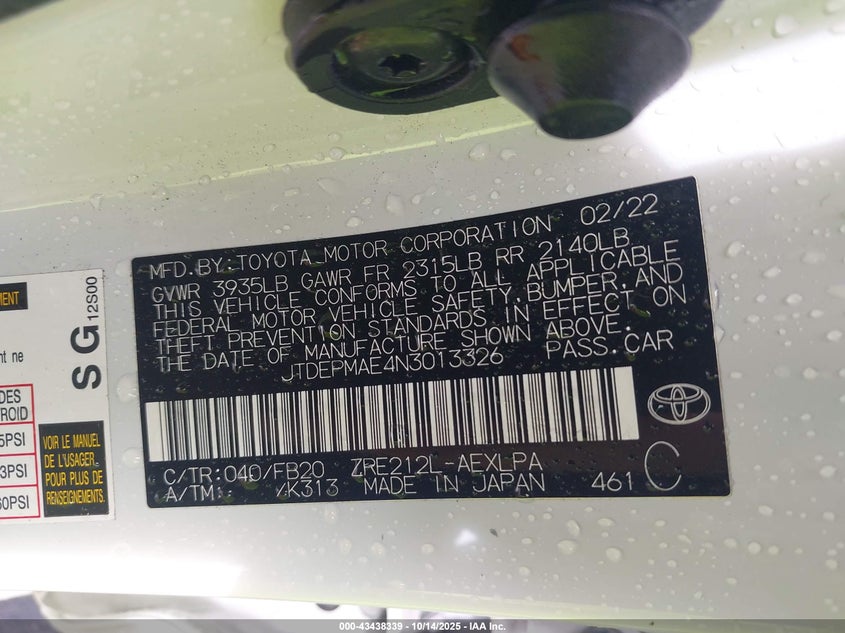 MFD. BY TOYOTA MOTOR CORPORATION 02/22
GVWR 3935LB GAWR FR 2315LB RR 2140LB
THIS VEHICLE CONFORMS TO ALL APPLICABLE
FEDERAL MOTOR VEHICLE SAFETY, BUMPER, AND
THEFT PREVENTION STANDARDS IN EFFECT ON
THE DATE OF MANUFACTURE SHOWN ABOVE.
JTDEPMAE4N3013326 PASS. CAR
C/TR: 040/FB20 ZRE212L-AEXLPA
A/TM: /K313 MADE IN JAPAN 461 C
SG 12S00
VOIR LE MANUEL
DE L'USAGER
POUR PLUS DE
RENSEIGNEMENTS.
000-43438339 - 10/14/2025 - IAA Inc.